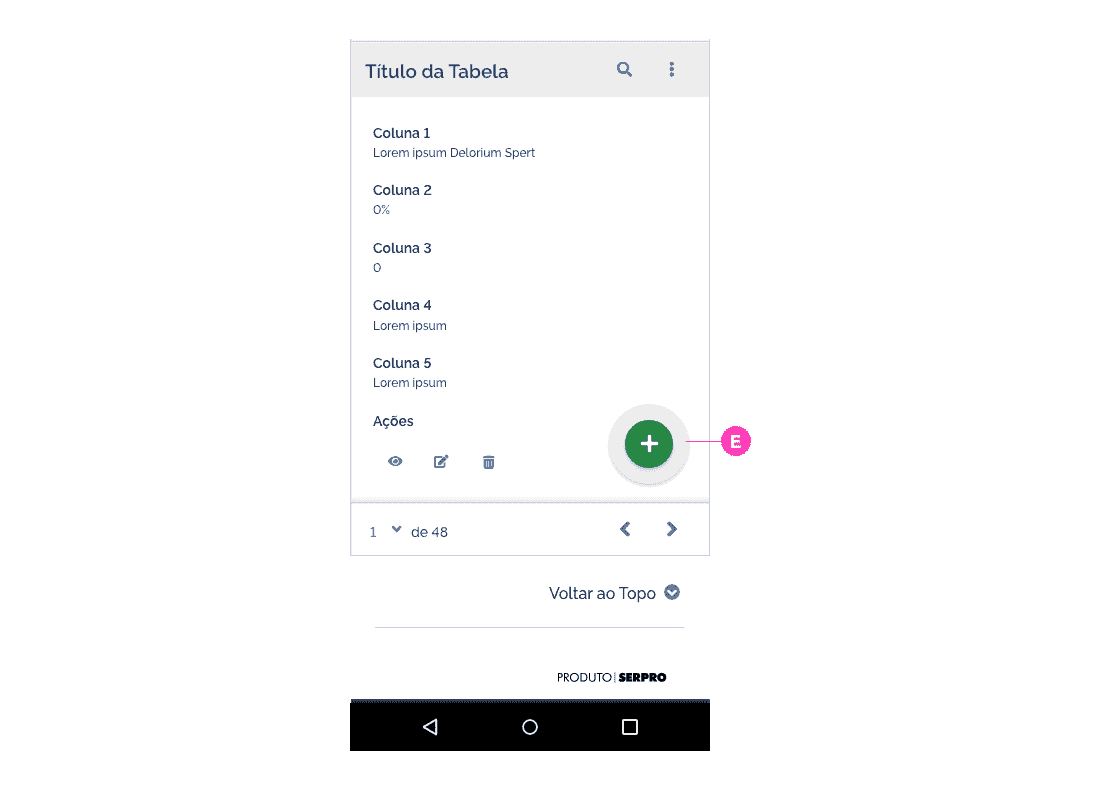 Título da Tabela
Coluna 1
Lorem ipsum Delorium Spert
Coluna 2
0%
Coluna 3
0
Coluna 4
Lorem ipsum
Coluna 5
Lorem ipsum
Ações
E
1 de 48
Voltar ao Topo
PRODUTO|SERPRO